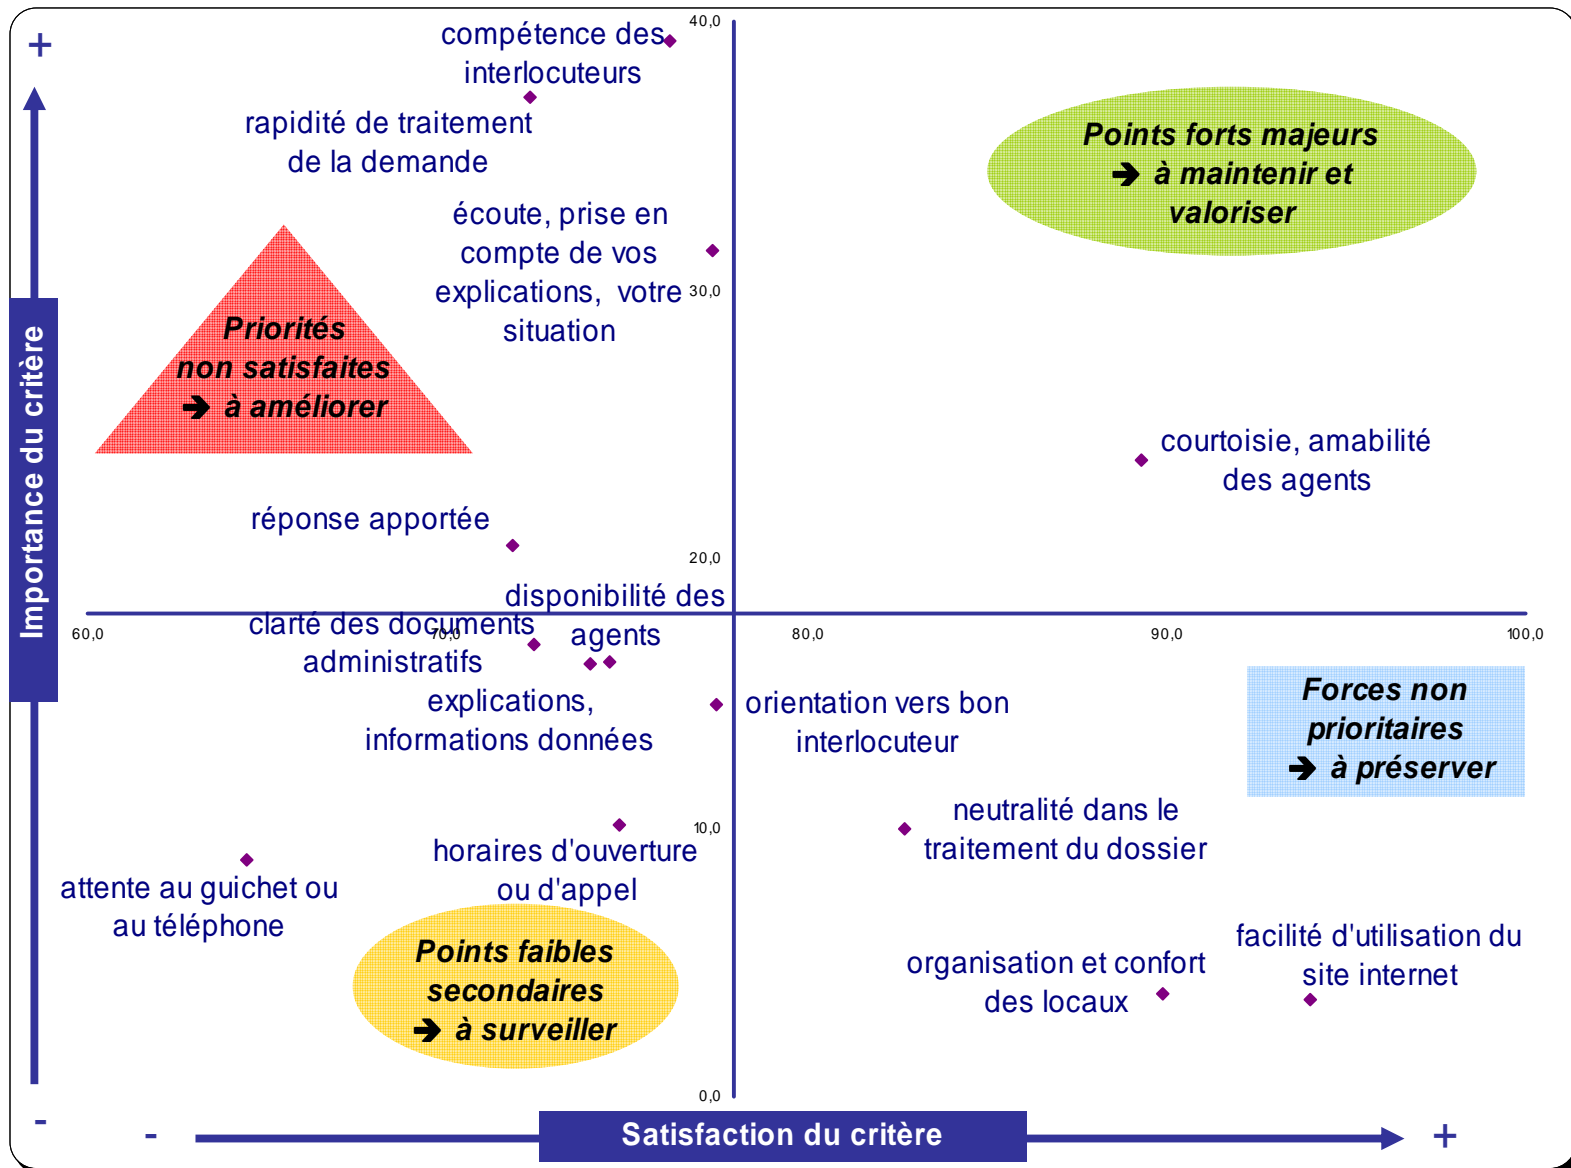 +
40,0
compétence des
interlocuteurs
rapidité de traitement
de la demande
Points forts majeurs
➔ à maintenir et
valoriser
écoute, prise en
compte de vos
explications, votre
situation
30,0
Priorités
non satisfaites
➔ à améliorer
Importance du critère
courtoisie, amabilité
des agents
réponse apportée
20,0
disponibilité des
agents
60,0
70,0
80,0
90,0
100,0
clarté des documents
administratifs
explications,
informations données
orientation vers bon
interlocuteur
Forces non
prioritaires
➔ à préserver
10,0
neutralité dans le
traitement du dossier
horaires d'ouverture
ou d'appel
attente au guichet ou
au téléphone
Points faibles
secondaires
➔ à surveiller
organisation et confort
des locaux
facilité d'utilisation du
site internet
0,0
-
-
Satisfaction du critère
+